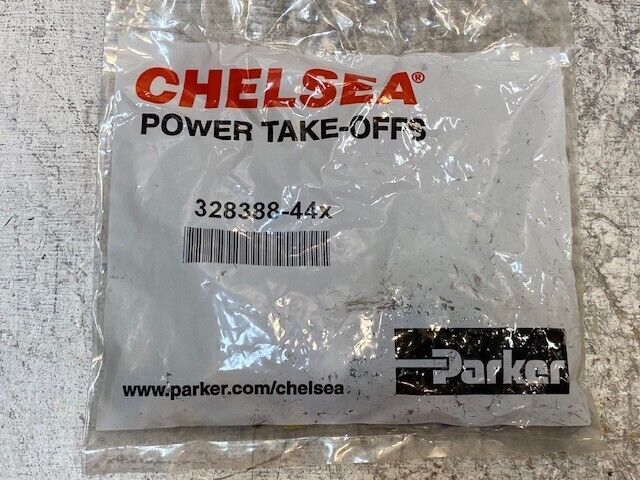 CHELSEA®
POWER TAKE-OFFS
328388-44x
www.parker.com/chelsea
Parker